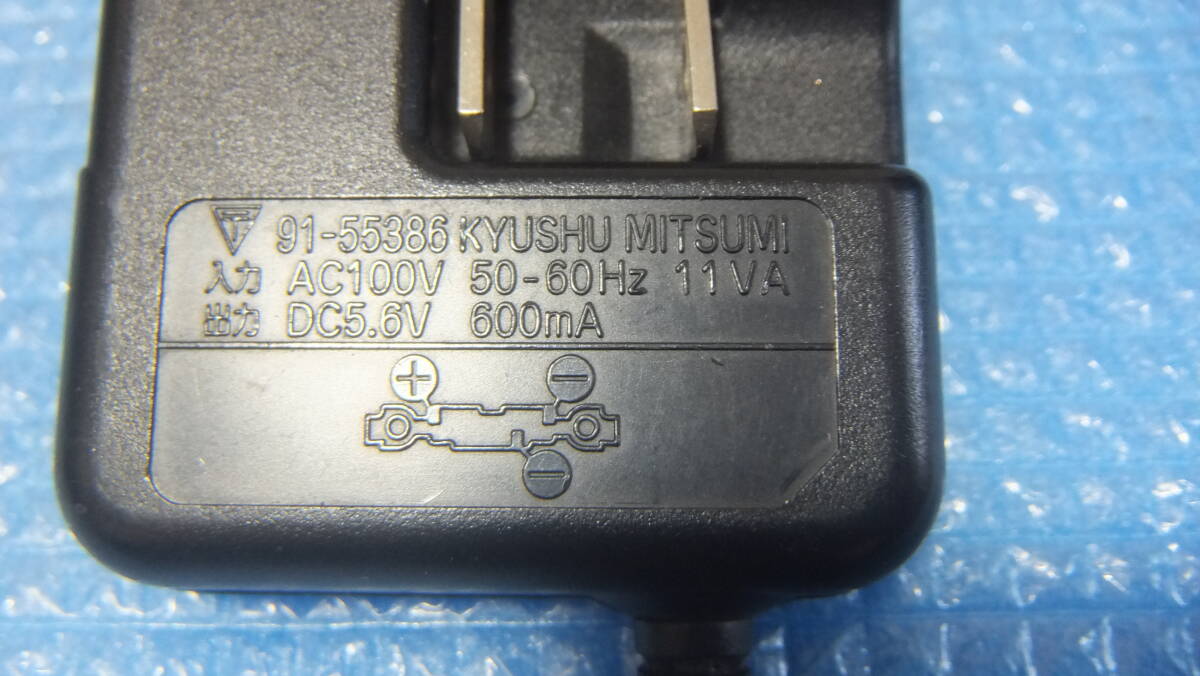 T 91-55386 KYUSHU MITSUMI
入力 AC100V 50-60Hz 11VA
出力 DC5.6V 600mA
+ −
−